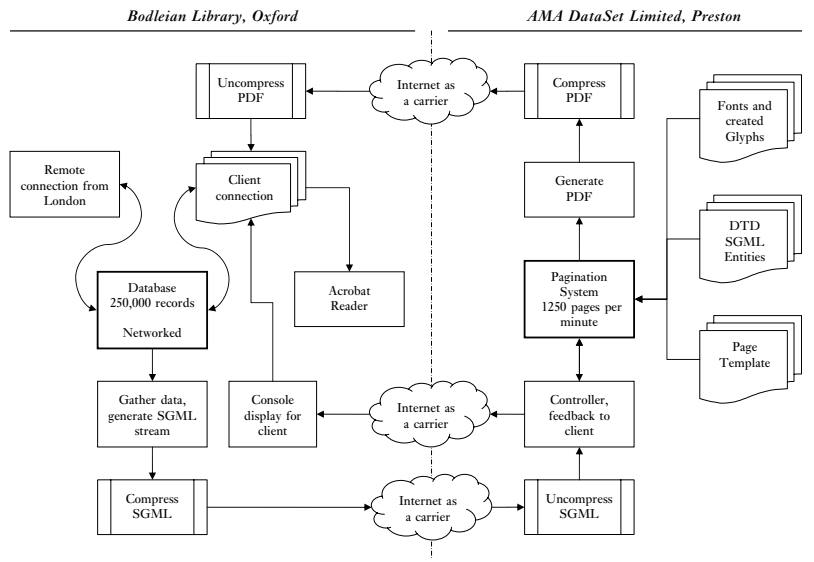 Bodleian Library, Oxford
AMA DataSet Limited, Preston
Uncompress
PDF
Internet as
a carrier
Compress
PDF
Fonts and
created
Glyphs
Remote
connection from
London
Client
connection
Generate
PDF
DTD
SGML
Entities
Database
250,000 records
Networked
Acrobat
Reader
Pagination
System
1250 pages per
minute
Page
Template
Gather data,
generate SGML
stream
Console
display for
client
Internet as
a carrier
Controller,
feedback to
client
Compress
SGML
Internet as
a carrier
Uncompress
SGML